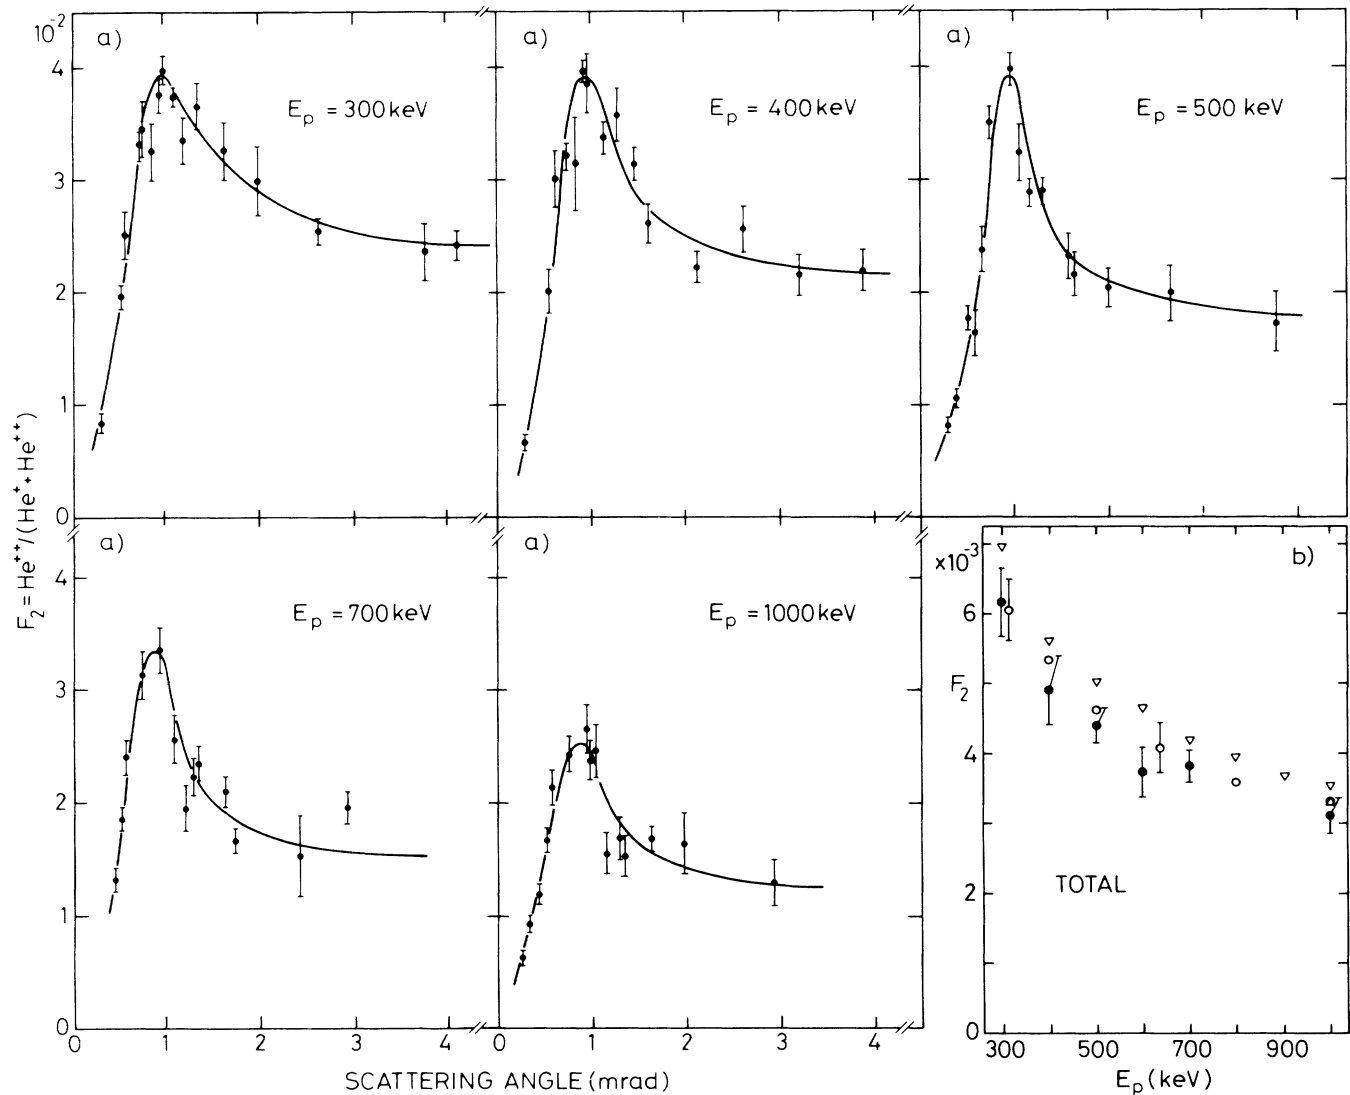 10⁻² a) a) a)
4
E_p = 300 keV E_p = 400 keV E_p = 500 keV
3
2
1
0
F₂ = He⁺⁺/(He⁺ + He⁺⁺)
a) a) ×10⁻³ b)
4
E_p = 700 keV E_p = 1000 keV
6
3
F₂
4
2
TOTAL
2
1
0 0
0 1 2 3 4 0 1 2 3 4 300 500 700 900
SCATTERING ANGLE (mrad) E_p (keV)